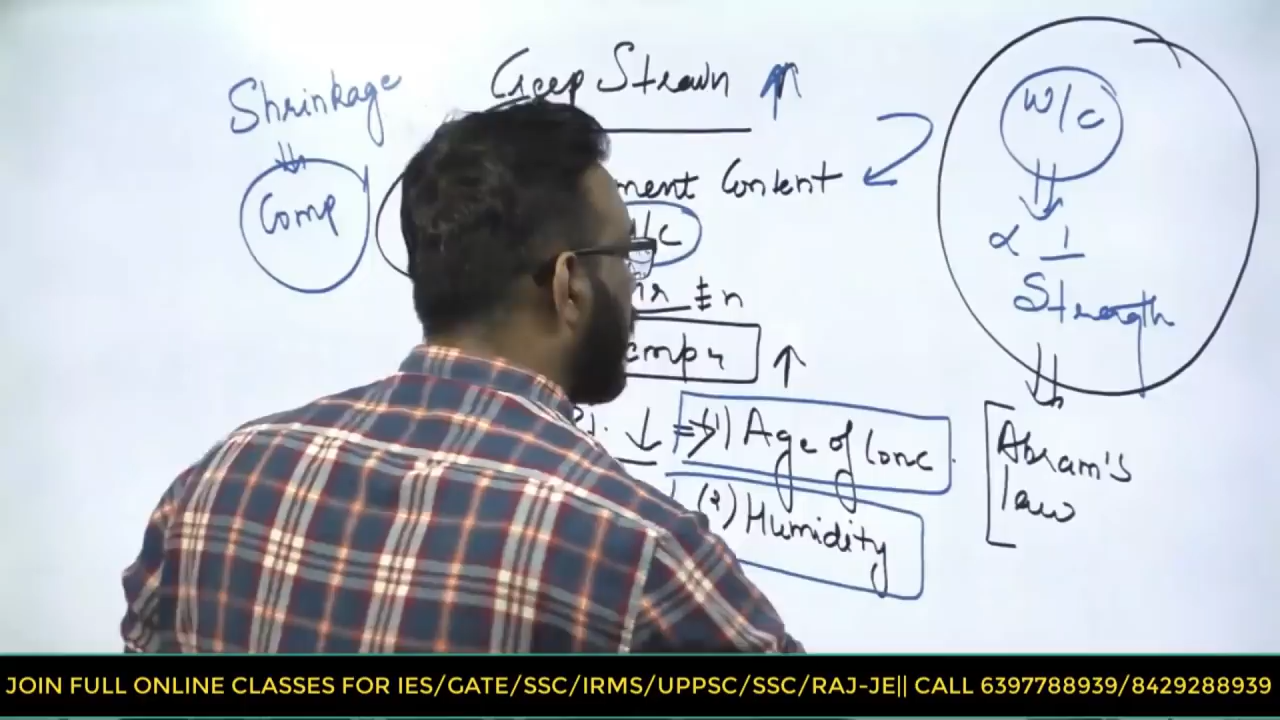 Shrinkage
Comp
Creep Strain ↑
Content
/c
≠ n
↑
↓ ⇒ 1) Age of Conc
(2) Humidity
W/c
∝ 1
Strength
Abram's
law
JOIN FULL ONLINE CLASSES FOR IES/GATE/SSC/IRMS/UPPSC/SSC/RAJ-JE|| CALL 6397788939/8429288939